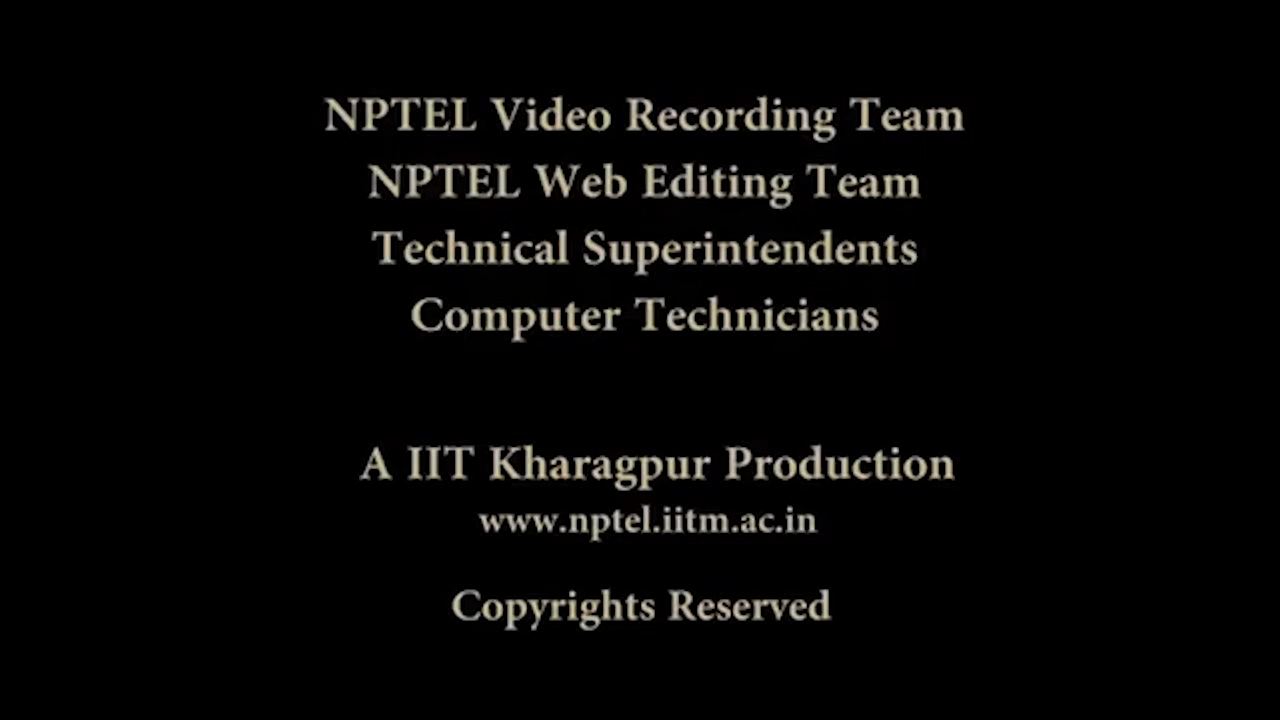 NPTEL Video Recording Team
NPTEL Web Editing Team
Technical Superintendents
Computer Technicians
A IIT Kharagpur Production
www.nptel.iitm.ac.in
Copyrights Reserved